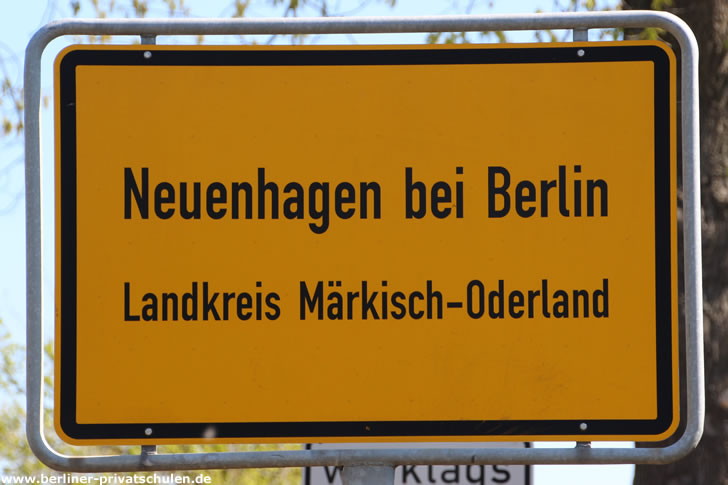 Neuenhagen bei Berlin
Landkreis Märkisch-Oderland
www.berliner-privatschulen.de